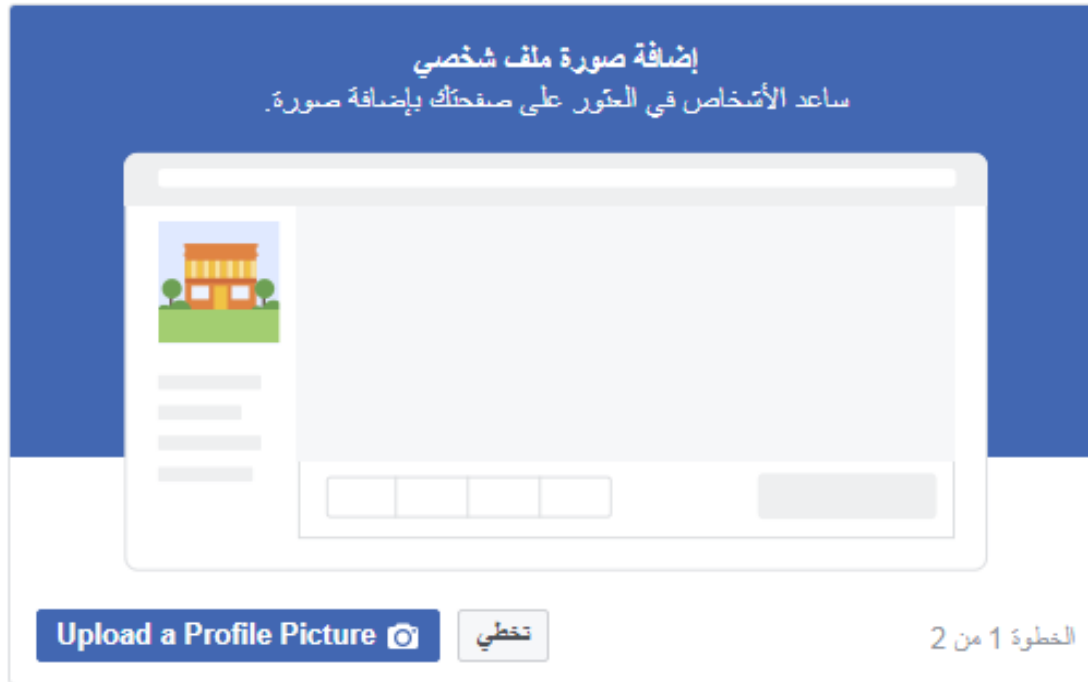 إضافة صورة ملف شخصي
ساعد الأشخاص في العثور على صفحتك بإضافة صورة.
الخطوة 1 من 2
تخطي
Upload a Profile Picture